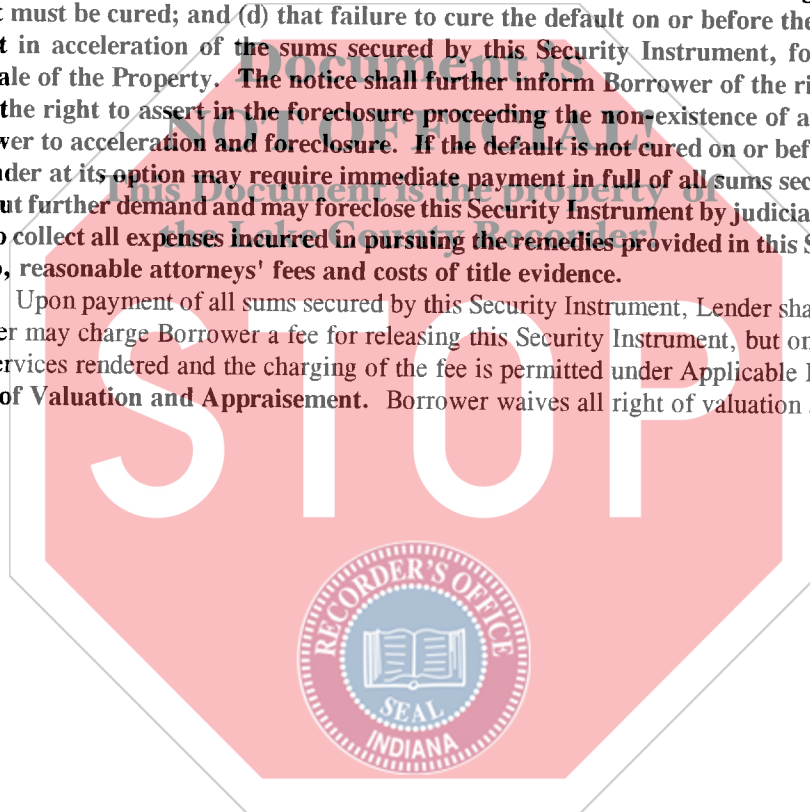 t must be cured; and (d) that failure to cure the default on or before the
t in acceleration of the sums secured by this Security Instrument, fo
ale of the Property. The notice shall further inform Borrower of the ri
the right to assert in the foreclosure proceeding the non-existence of a
ver to acceleration and foreclosure. If the default is not cured on or bef
nder at its option may require immediate payment in full of all sums sec
ut further demand and may foreclose this Security Instrument by judicia
o collect all expenses incurred in pursuing the remedies provided in this S
, reasonable attorneys' fees and costs of title evidence.
Upon payment of all sums secured by this Security Instrument, Lender sha
er may charge Borrower a fee for releasing this Security Instrument, but on
ervices rendered and the charging of the fee is permitted under Applicable L
of Valuation and Appraisement. Borrower waives all right of valuation
Document is
NOT OFFICIAL!
This Document is the property of
the Lake County Recorder!
STOP
RECORDER'S OFFICE
SEAL
INDIANA